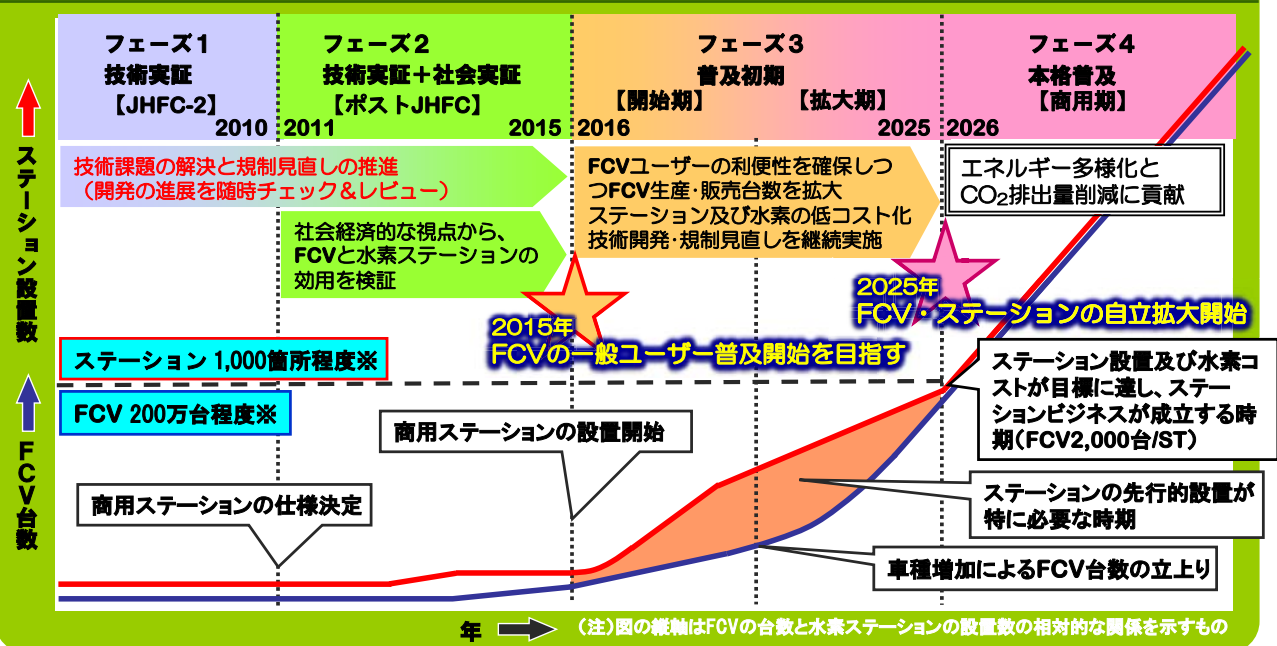 フェーズ1
技術実証
【JHFC-2】
2010
フェーズ2
技術実証＋社会実証
【ポストJHFC】
2011
2015
フェーズ3
普及初期
【開始期】
【拡大期】
2016
2025
フェーズ4
本格普及
【商用期】
2026
技術課題の解決と規制見直しの推進
（開発の進展を随時チェック＆レビュー）
社会経済的な視点から、
FCVと水素ステーションの
効用を検証
FCVユーザーの利便性を確保しつ
つFCV生産・販売台数を拡大
ステーション及び水素の低コスト化
技術開発・規制見直しを継続実施
エネルギー多様化と
CO₂排出量削減に貢献
2015年
FCVの一般ユーザー普及開始を目指す
2025年
FCV・ステーションの自立拡大開始
ステーション設置数
FCV台数
ステーション 1,000箇所程度※
FCV 200万台程度※
商用ステーションの仕様決定
商用ステーションの設置開始
ステーション設置及び水素コ
ストが目標に達し、ステー
ションビジネスが成立する時
期（FCV2,000台/ST）
ステーションの先行的設置が
特に必要な時期
車種増加によるFCV台数の立上り
年
（注）図の縦軸はFCVの台数と水素ステーションの設置数の相対的な関係を示すもの